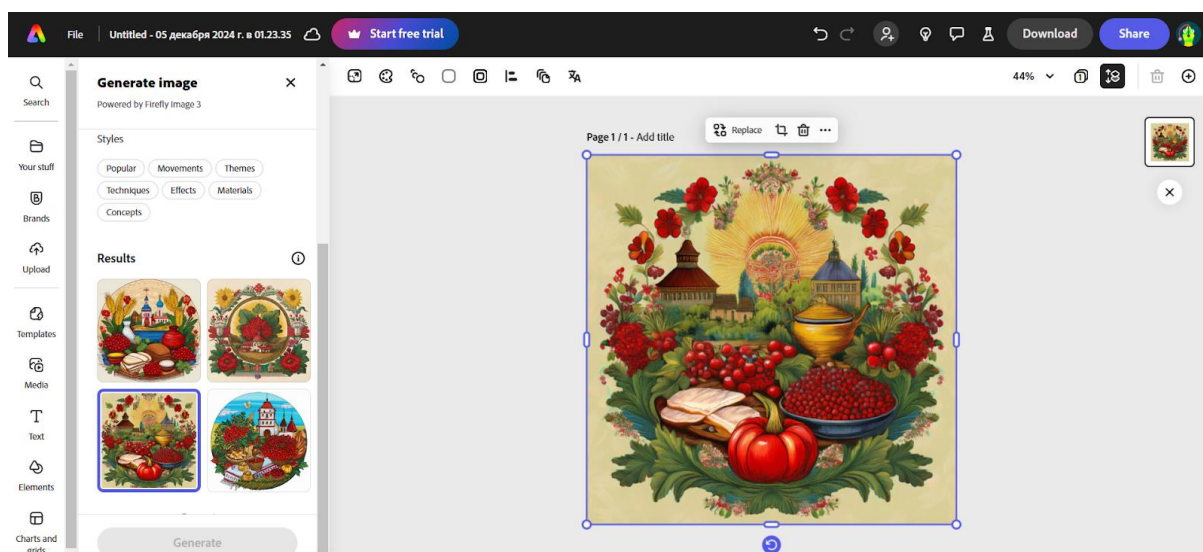 File
Untitled - 05 декабря 2024 г. в 01.23.35
Start free trial
Download
Share
Search
Your stuff
Brands
Upload
Templates
Media
Text
Elements
Charts and
grids
Generate image
Powered by Firefly Image 3
Styles
Popular
Movements
Themes
Techniques
Effects
Materials
Concepts
Results
Generate
44%
1
Page 1 / 1 - Add title
Replace